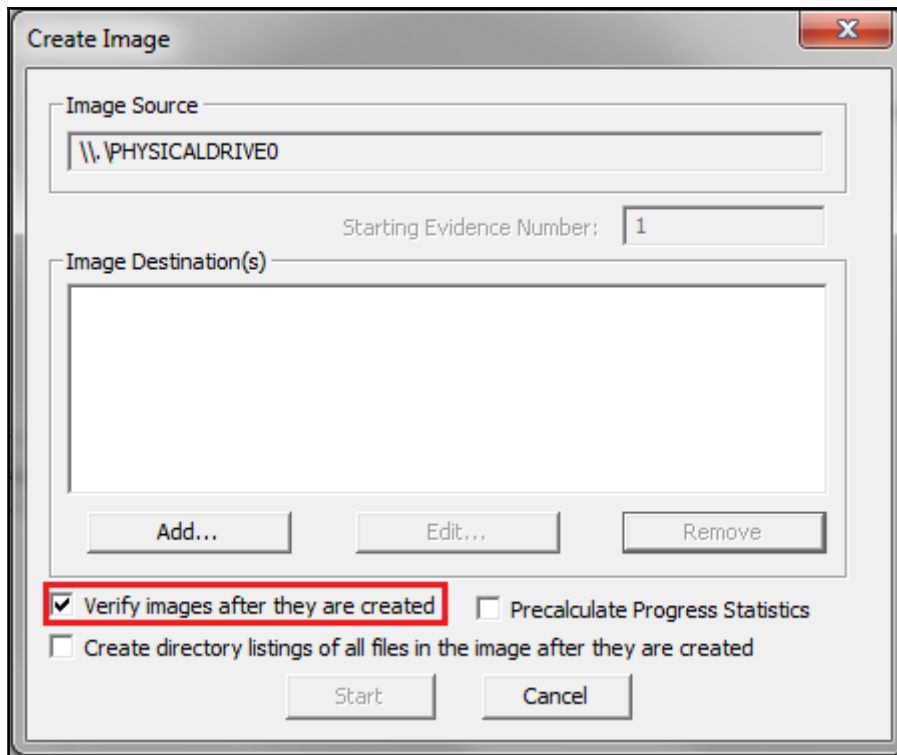 Create Image
Image Source
\\.\PHYSICALDRIVE0
Starting Evidence Number: 1
Image Destination(s)
Add... Edit... Remove
Verify images after they are created Precalculate Progress Statistics
Create directory listings of all files in the image after they are created
Start Cancel